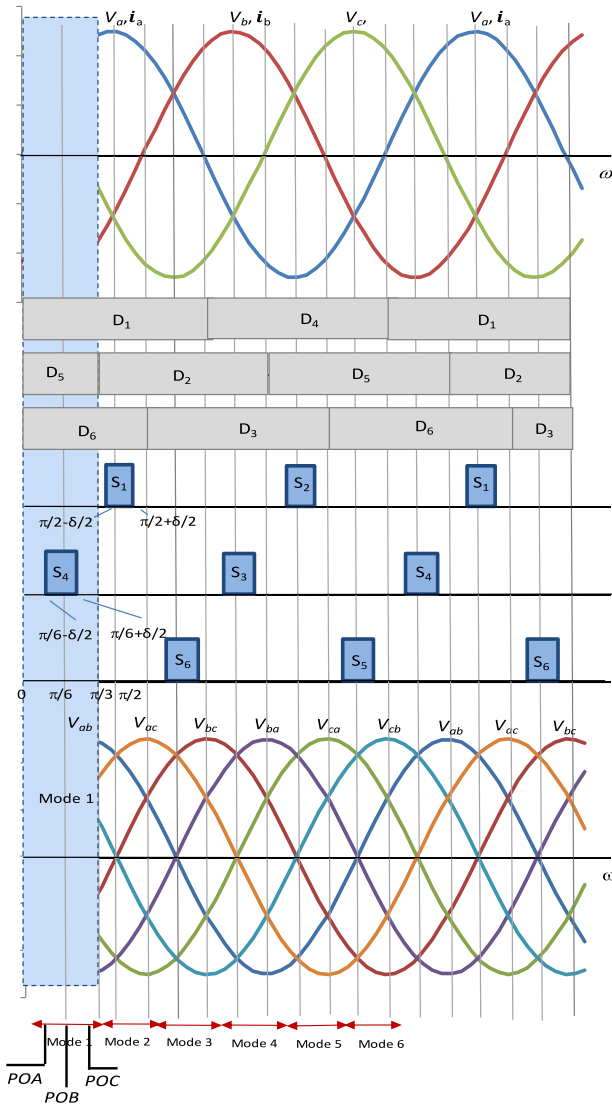 Va, ia Vb, ib Vc, Va, ia
ω
D1 D4 D1
D5 D2 D5 D2
D6 D3 D6 D3
S1 S2 S1
π/2-δ/2 π/2+δ/2
S4 S3 S4
π/6-δ/2 π/6+δ/2
S6 S5 S6
0 π/6 π/3 π/2
Vab Vac Vbc Vba Vca Vcb Vab Vac Vbc
Mode 1
ω
Mode 1 Mode 2 Mode 3 Mode 4 Mode 5 Mode 6
POA POC
POB